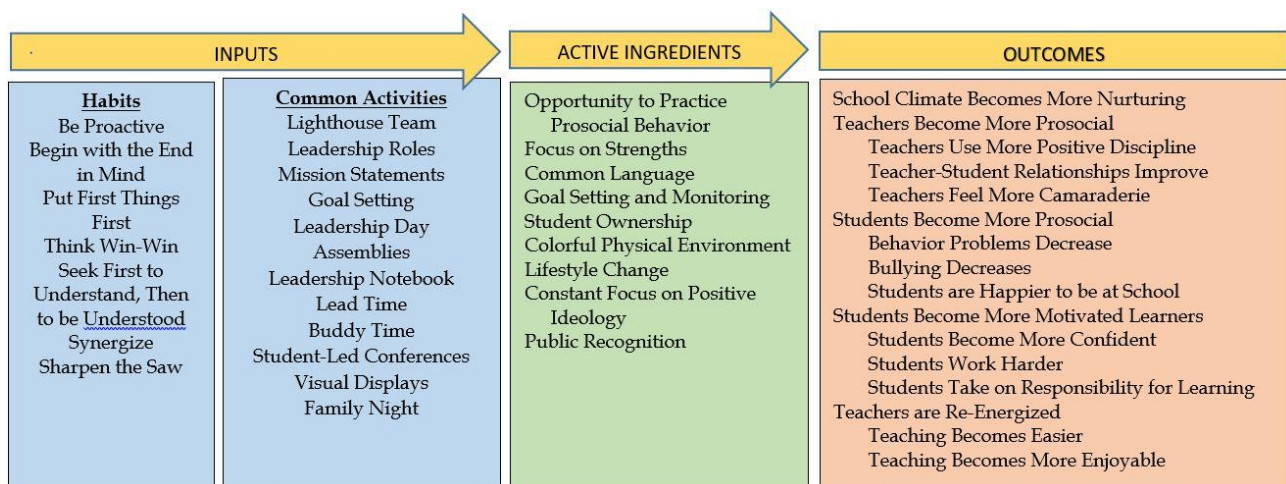 INPUTS
ACTIVE INGREDIENTS
OUTCOMES
Habits
Be Proactive
Begin with the End
in Mind
Put First Things
First
Think Win-Win
Seek First to
Understand, Then
to be Understood
Synergize
Sharpen the Saw
Common Activities
Lighthouse Team
Leadership Roles
Mission Statements
Goal Setting
Leadership Day
Assemblies
Leadership Notebook
Lead Time
Buddy Time
Student-Led Conferences
Visual Displays
Family Night
Opportunity to Practice
Prosocial Behavior
Focus on Strengths
Common Language
Goal Setting and Monitoring
Student Ownership
Colorful Physical Environment
Lifestyle Change
Constant Focus on Positive
Ideology
Public Recognition
School Climate Becomes More Nurturing
Teachers Become More Prosocial
Teachers Use More Positive Discipline
Teacher-Student Relationships Improve
Teachers Feel More Camaraderie
Students Become More Prosocial
Behavior Problems Decrease
Bullying Decreases
Students are Happier to be at School
Students Become More Motivated Learners
Students Become More Confident
Students Work Harder
Students Take on Responsibility for Learning
Teachers are Re-Energized
Teaching Becomes Easier
Teaching Becomes More Enjoyable